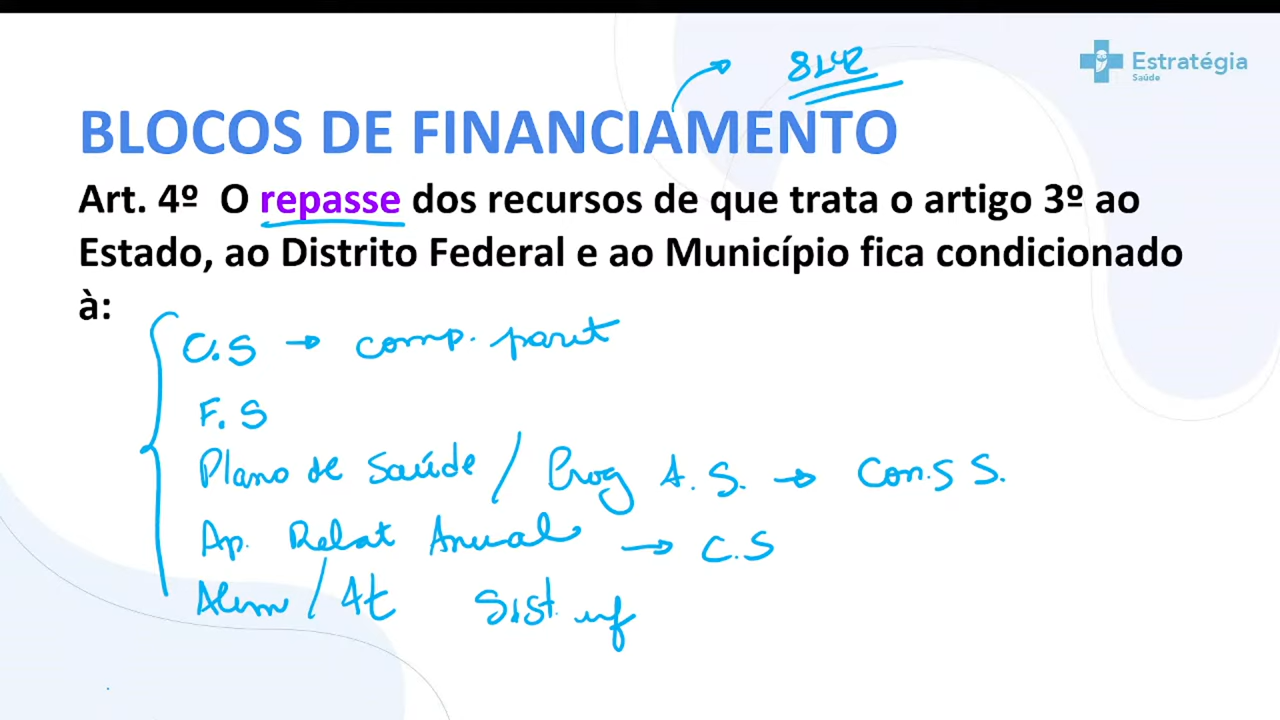 8142
Estratégia
Saúde
BLOCOS DE FINANCIAMENTO
Art. 4º O repasse dos recursos de que trata o artigo 3º ao
Estado, ao Distrito Federal e ao Município fica condicionado
à:
C.S → comp. parit
F.S
Plano de Saúde / Prog A.S. → Con.S S.
Ap. Relat Anual → C.S
Alim / At Sist. inf